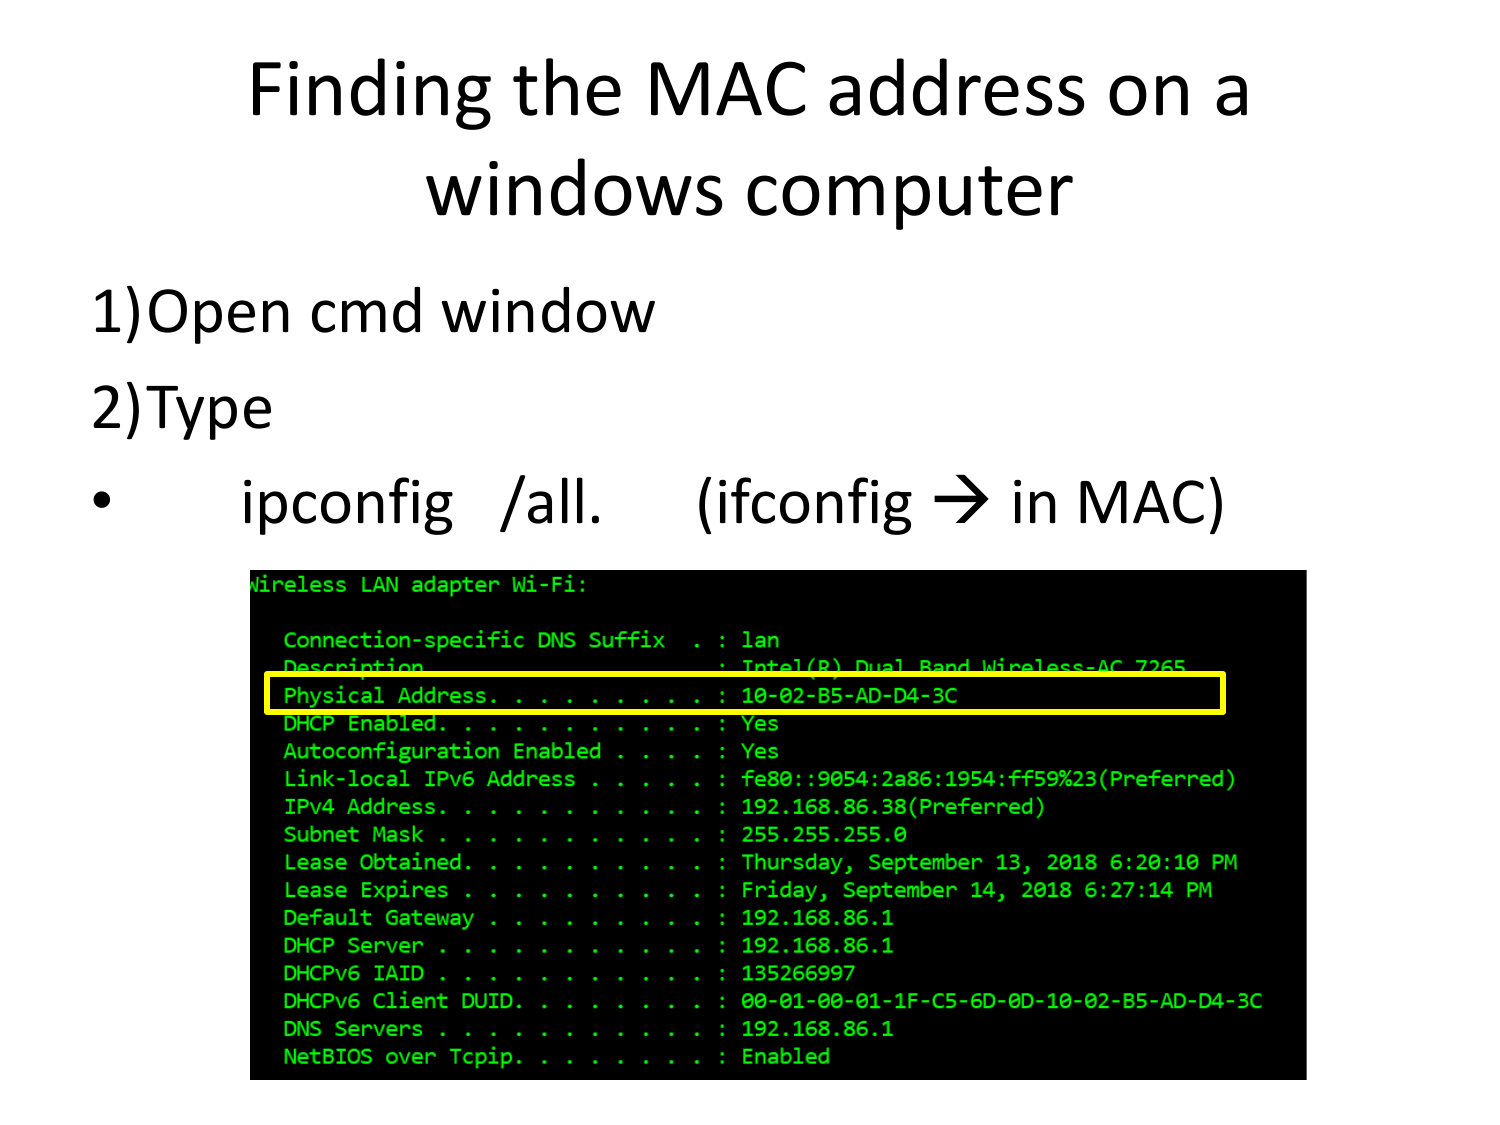 Finding the MAC address on a
windows computer
1)Open cmd window
2)Type
• ipconfig /all. (ifconfig → in MAC)
Wireless LAN adapter Wi-Fi:
Connection-specific DNS Suffix . : lan
Description . . . . . . . . . . . : Intel(R) Dual Band Wireless-AC 7265
Physical Address. . . . . . . . . : 10-02-B5-AD-D4-3C
DHCP Enabled. . . . . . . . . . . : Yes
Autoconfiguration Enabled . . . . : Yes
Link-local IPv6 Address . . . . . : fe80::9054:2a86:1954:ff59%23(Preferred)
IPv4 Address. . . . . . . . . . . : 192.168.86.38(Preferred)
Subnet Mask . . . . . . . . . . . : 255.255.255.0
Lease Obtained. . . . . . . . . . : Thursday, September 13, 2018 6:20:10 PM
Lease Expires . . . . . . . . . . : Friday, September 14, 2018 6:27:14 PM
Default Gateway . . . . . . . . . : 192.168.86.1
DHCP Server . . . . . . . . . . . : 192.168.86.1
DHCPv6 IAID . . . . . . . . . . . : 135266997
DHCPv6 Client DUID. . . . . . . . : 00-01-00-01-1F-C5-6D-0D-10-02-B5-AD-D4-3C
DNS Servers . . . . . . . . . . . : 192.168.86.1
NetBIOS over Tcpip. . . . . . . . : Enabled